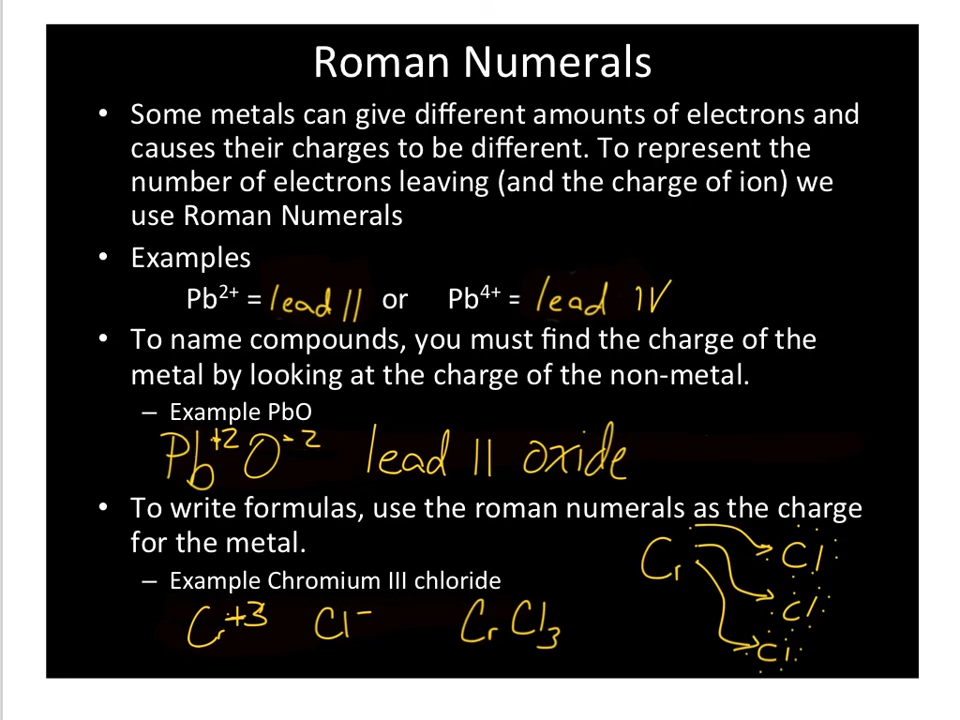 Roman Numerals
• Some metals can give different amounts of electrons and
causes their charges to be different. To represent the
number of electrons leaving (and the charge of ion) we
use Roman Numerals
• Examples
Pb²⁺ = lead II or Pb⁴⁺ = lead IV
• To name compounds, you must find the charge of the
metal by looking at the charge of the non-metal.
– Example PbO
Pb⁺² O⁻² lead II oxide
• To write formulas, use the roman numerals as the charge
for the metal.
– Example Chromium III chloride
Cr⁺³ Cl⁻ CrCl₃
Cr Cl
Cl
Cl